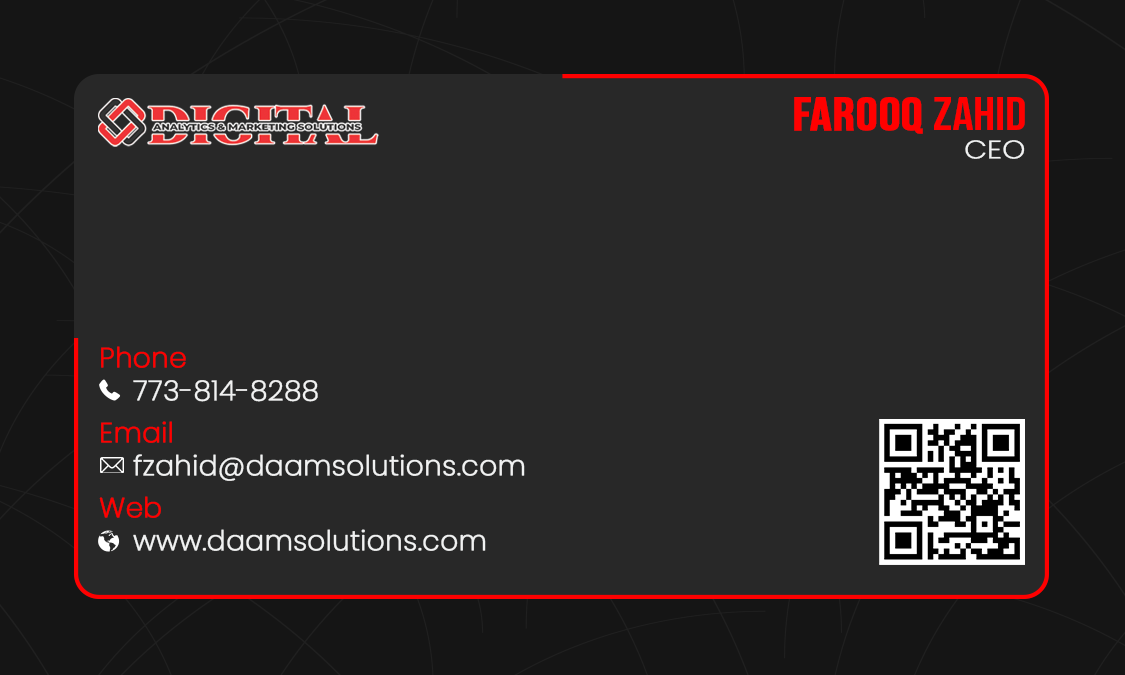 DIGITAL
ANALYTICS & MARKETING SOLUTIONS
FAROOQ ZAHID
CEO
Phone
773-814-8288
Email
fzahid@daamsolutions.com
Web
www.daamsolutions.com